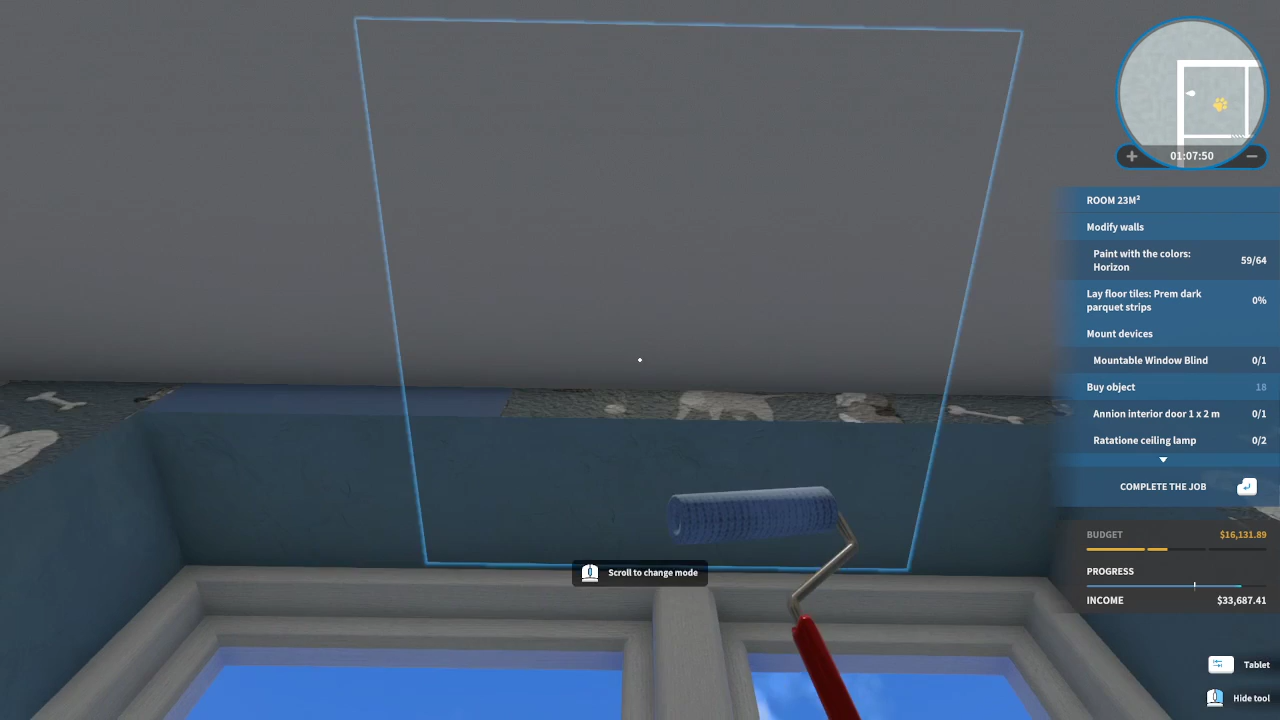 01:07:50
ROOM 23M²
Modify walls
Paint with the colors:
Horizon
59/64
Lay floor tiles: Prem dark
parquet strips
0%
Mount devices
Mountable Window Blind 0/1
Buy object 18
Annion interior door 1 x 2 m 0/1
Ratatione ceiling lamp 0/2
COMPLETE THE JOB
BUDGET $16,131.89
PROGRESS
INCOME $33,687.41
Scroll to change mode
Tablet
Hide tool